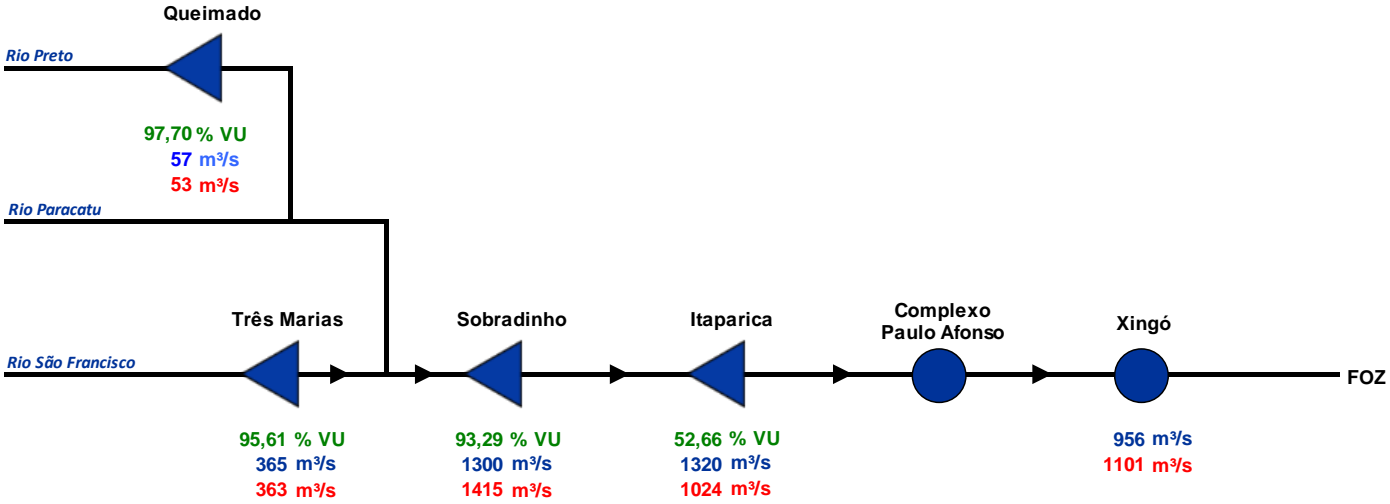 Queimado
Rio Preto
97,70 % VU
57 m³/s
53 m³/s
Rio Paracatu
Três Marias
Sobradinho
Itaparica
Complexo
Paulo Afonso
Xingó
Rio São Francisco
FOZ
95,61 % VU
365 m³/s
363 m³/s
93,29 % VU
1300 m³/s
1415 m³/s
52,66 % VU
1320 m³/s
1024 m³/s
956 m³/s
1101 m³/s